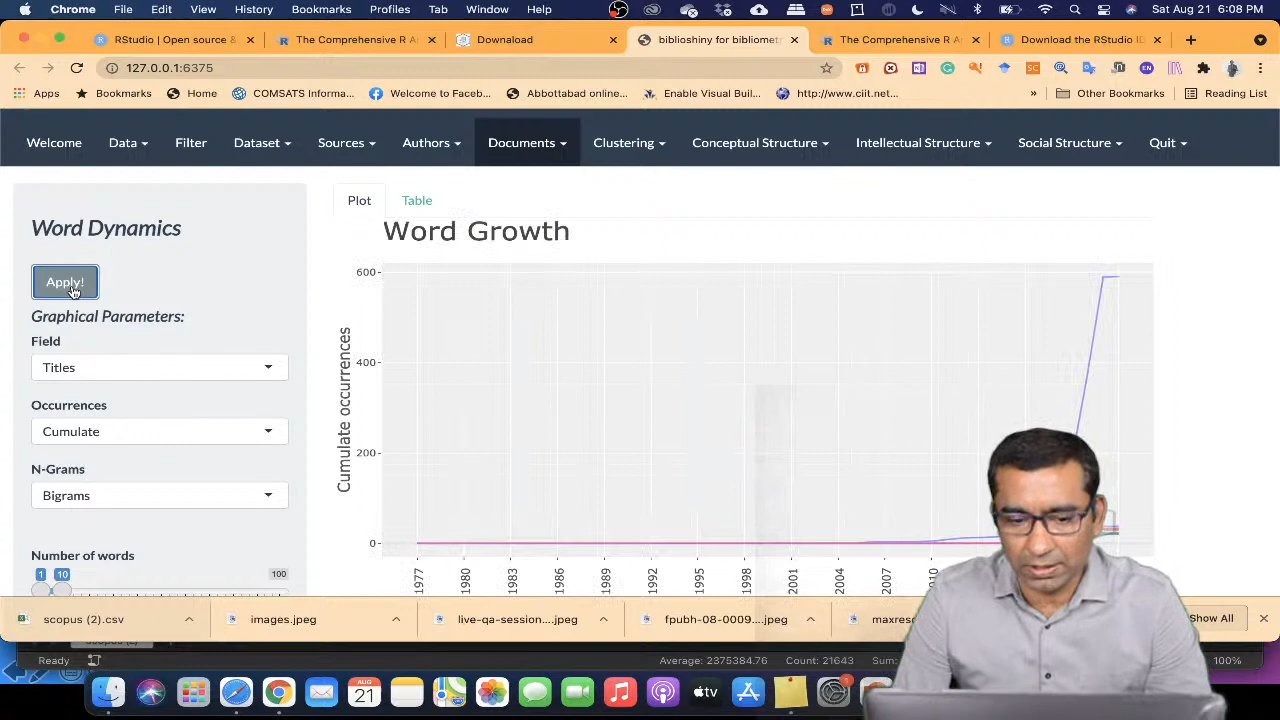 Chrome File Edit View History Bookmarks Profiles Tab Window Help Sat Aug 21 6:08 PM
RStudio | Open source & The Comprehensive R Ar Downaload biblioshiny for bibliometr The Comprehensive R Ar Download the RStudio ID
127.0.0.1:6375
Apps Bookmarks Home COMSATS Informa... Welcome to Faceb... Abbottabad online... Enable Visual Buil... http://www.ciit.net... » Other Bookmarks Reading List
Welcome Data Filter Dataset Sources Authors Documents Clustering Conceptual Structure Intellectual Structure Social Structure Quit
Plot Table
Word Dynamics
Word Growth
Apply!
Graphical Parameters:
Field
Titles
Occurrences
Cumulate
N-Grams
Bigrams
Number of words
1 10 100
Cumulate occurrences
600
400
200
0
1977 1980 1983 1986 1989 1992 1995 1998 2001 2004 2007
scopus (2).csv images.jpeg live-qa-session....jpeg fpubh-08-0009....jpeg Show All
Ready Average: 2375384.76 Count: 21643 100%
AUG
21
tv